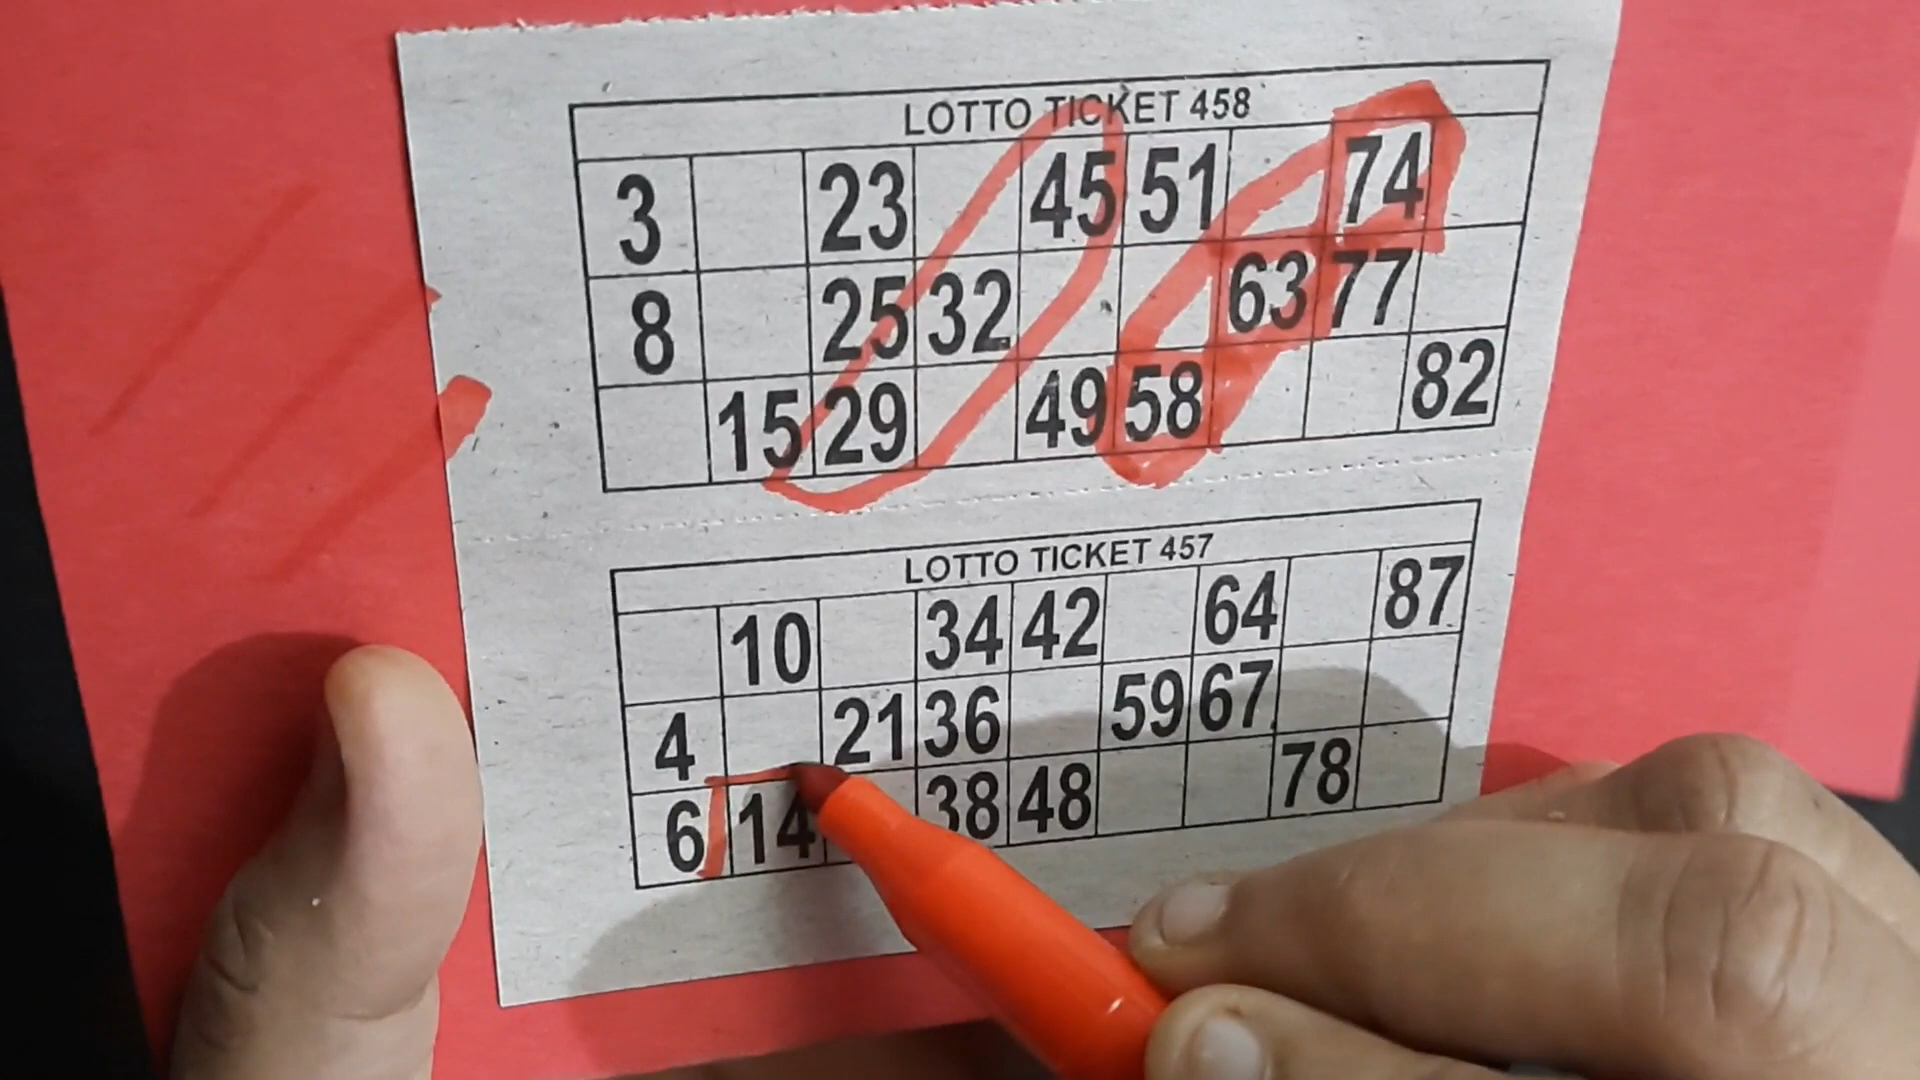 LOTTO TICKET 458
3 23 45 51 74
8 25 32 63 77
15 29 49 58 82
LOTTO TICKET 457
10 34 42 64 87
4 21 36 59 67
6 14 38 48 78